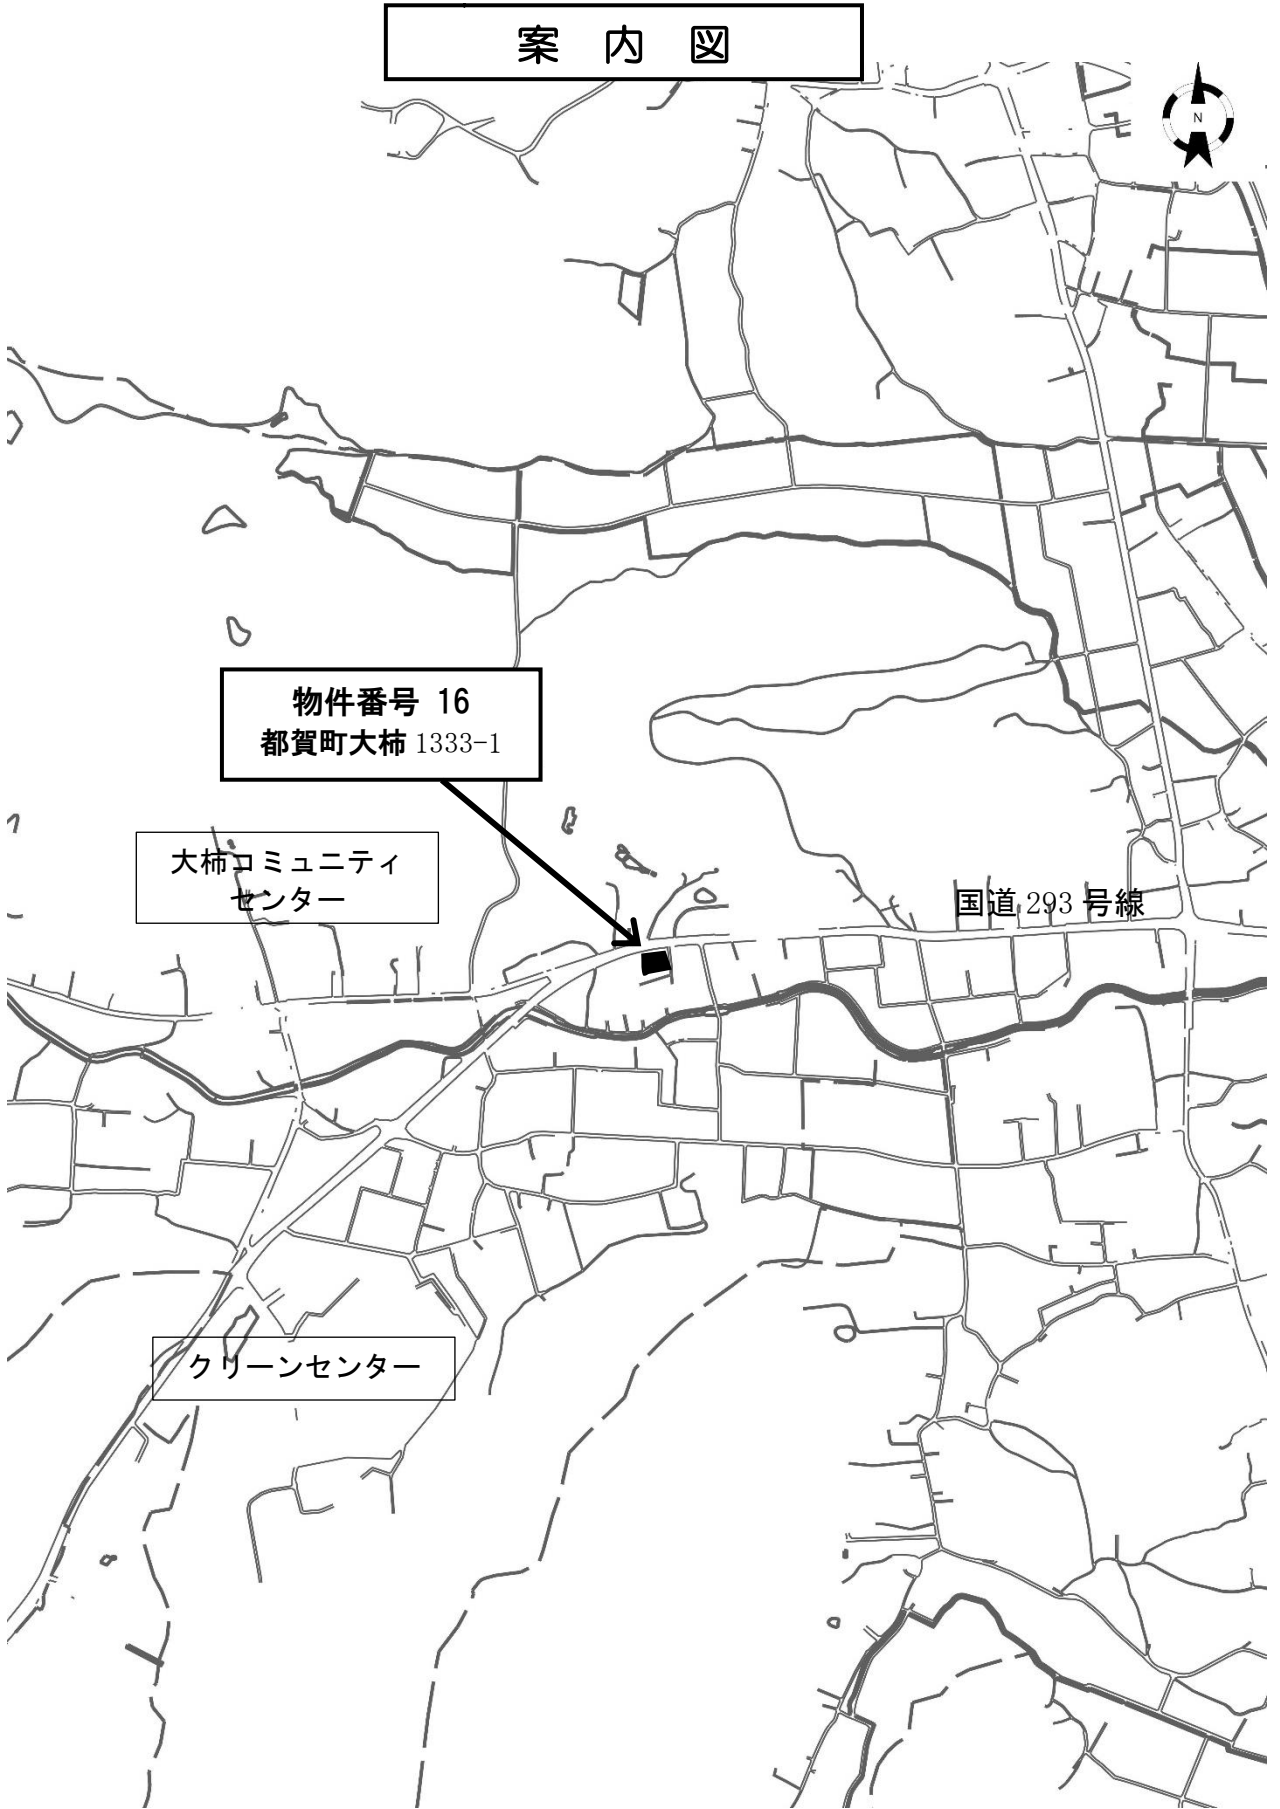 案 内 図
N
物件番号 16
都賀町大柿 1333-1
大柿コミュニティ
センター
国道 293 号線
クリーンセンター